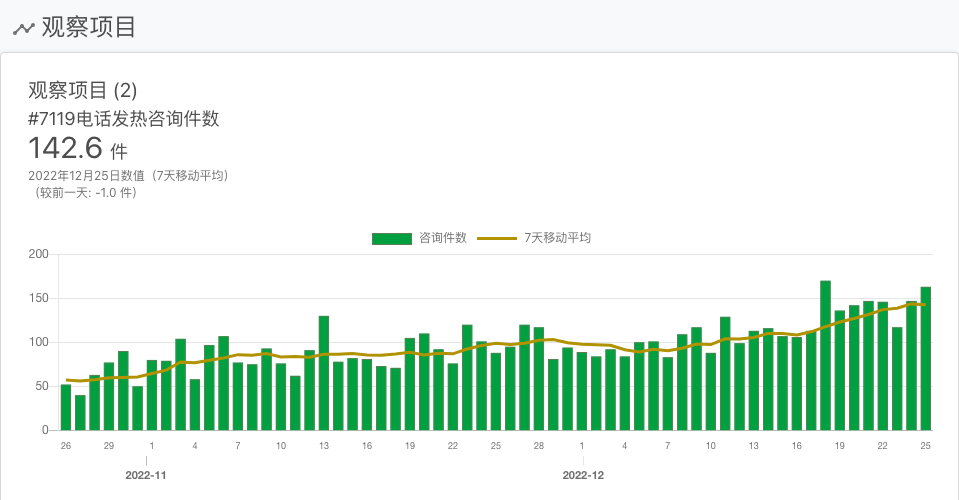 观察项目
观察项目 (2)
#7119电话发热咨询件数
142.6 件
2022年12月25日数值（7天移动平均）
（较前一天: -1.0 件）
咨询件数 7天移动平均
200
150
100
50
0
26 29 1 4 7 10 13 16 19 22 25 28 1 4 7 10 13 16 19 22 25
2022-11 2022-12